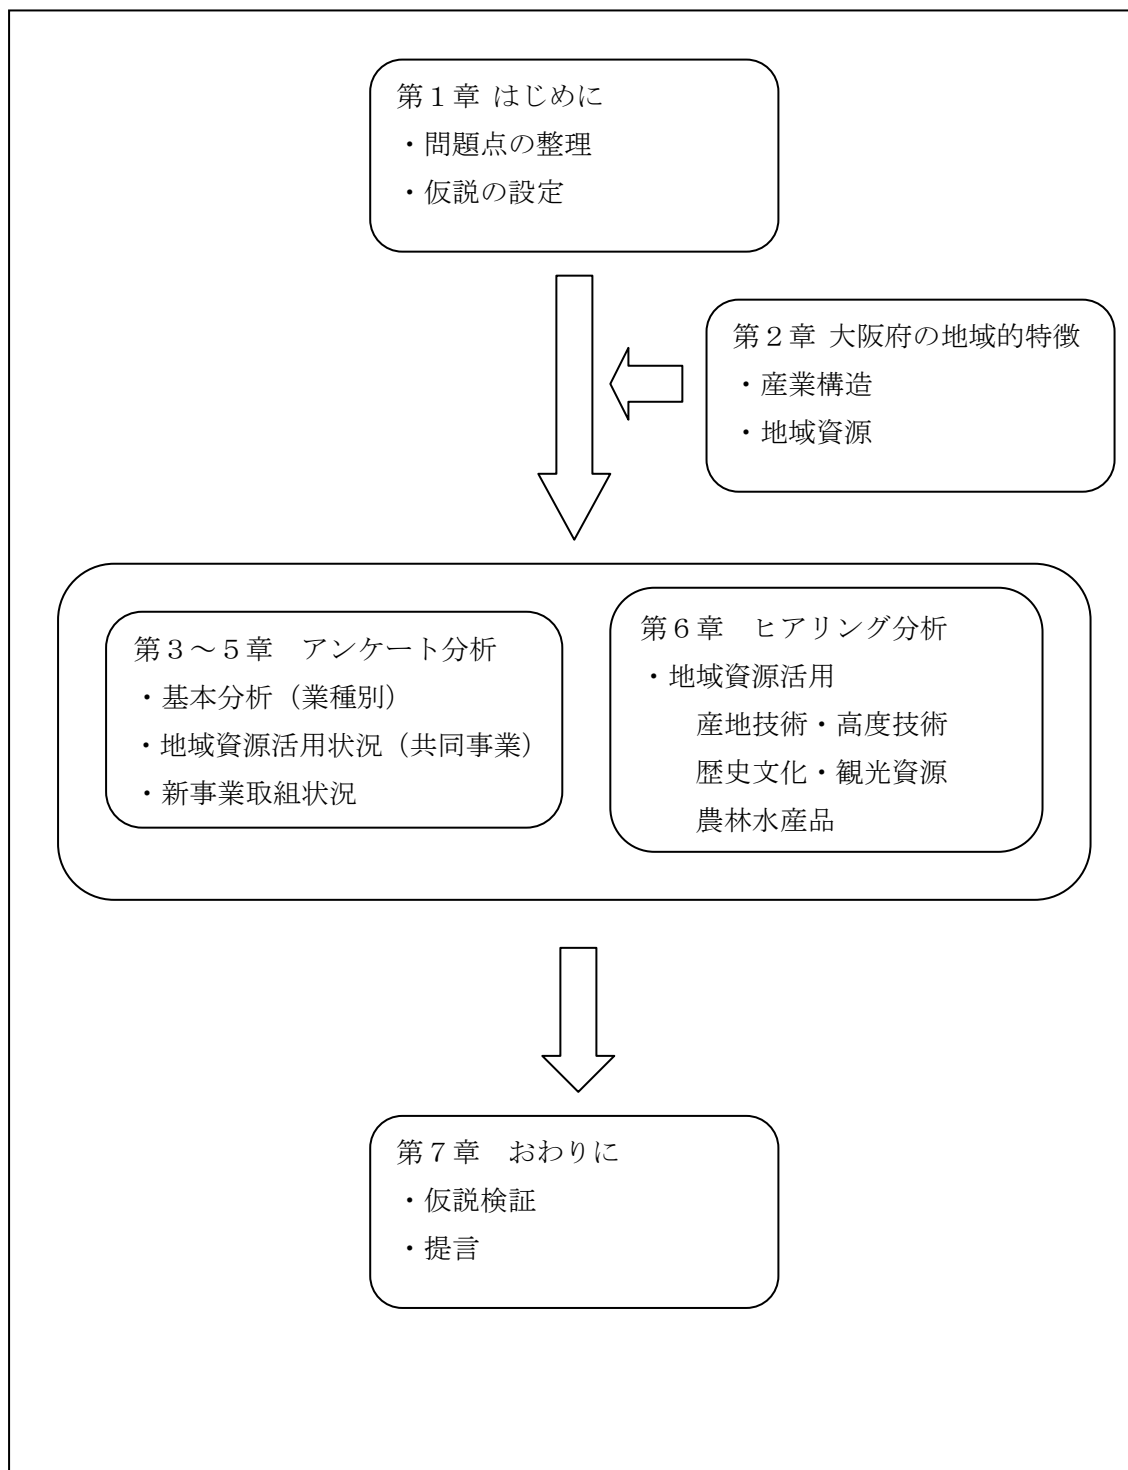 第１章 はじめに
・問題点の整理
・仮説の設定
第２章 大阪府の地域的特徴
・産業構造
・地域資源
第３～５章　アンケート分析
・基本分析（業種別）
・地域資源活用状況（共同事業）
・新事業取組状況
第６章　ヒアリング分析
・地域資源活用
産地技術・高度技術
歴史文化・観光資源
農林水産品
第７章　おわりに
・仮説検証
・提言